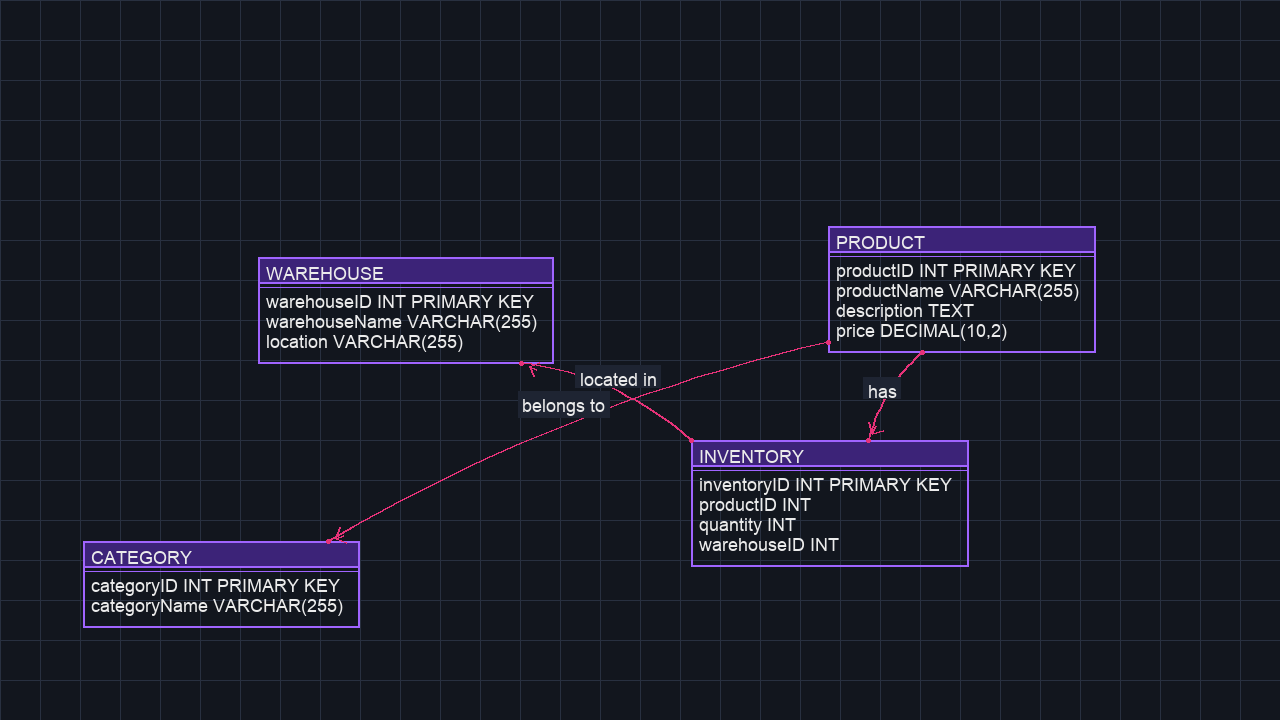 PRODUCT
productID INT PRIMARY KEY
productName VARCHAR(255)
description TEXT
price DECIMAL(10,2)
WAREHOUSE
warehouseID INT PRIMARY KEY
warehouseName VARCHAR(255)
location VARCHAR(255)
located in
has
belongs to
INVENTORY
inventoryID INT PRIMARY KEY
productID INT
quantity INT
warehouseID INT
CATEGORY
categoryID INT PRIMARY KEY
categoryName VARCHAR(255)